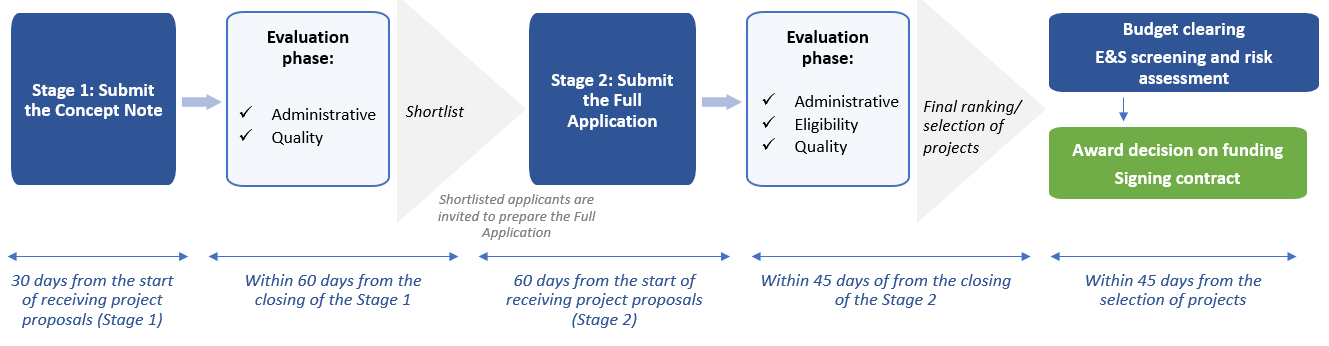 Stage 1: Submit
the Concept Note
Evaluation
phase:
✓ Administrative
✓ Quality
Shortlist
Shortlisted applicants are
invited to prepare the Full
Application
Stage 2: Submit
the Full
Application
Evaluation
phase:
✓ Administrative
✓ Eligibility
✓ Quality
Final ranking/
selection of
projects
Budget clearing
E&S screening and risk
assessment
Award decision on funding
Signing contract
30 days from the start
of receiving project
proposals (Stage 1)
Within 60 days from the
closing of the Stage 1
60 days from the start of
receiving project proposals
(Stage 2)
Within 45 days of from the closing
of the Stage 2
Within 45 days from the
selection of projects